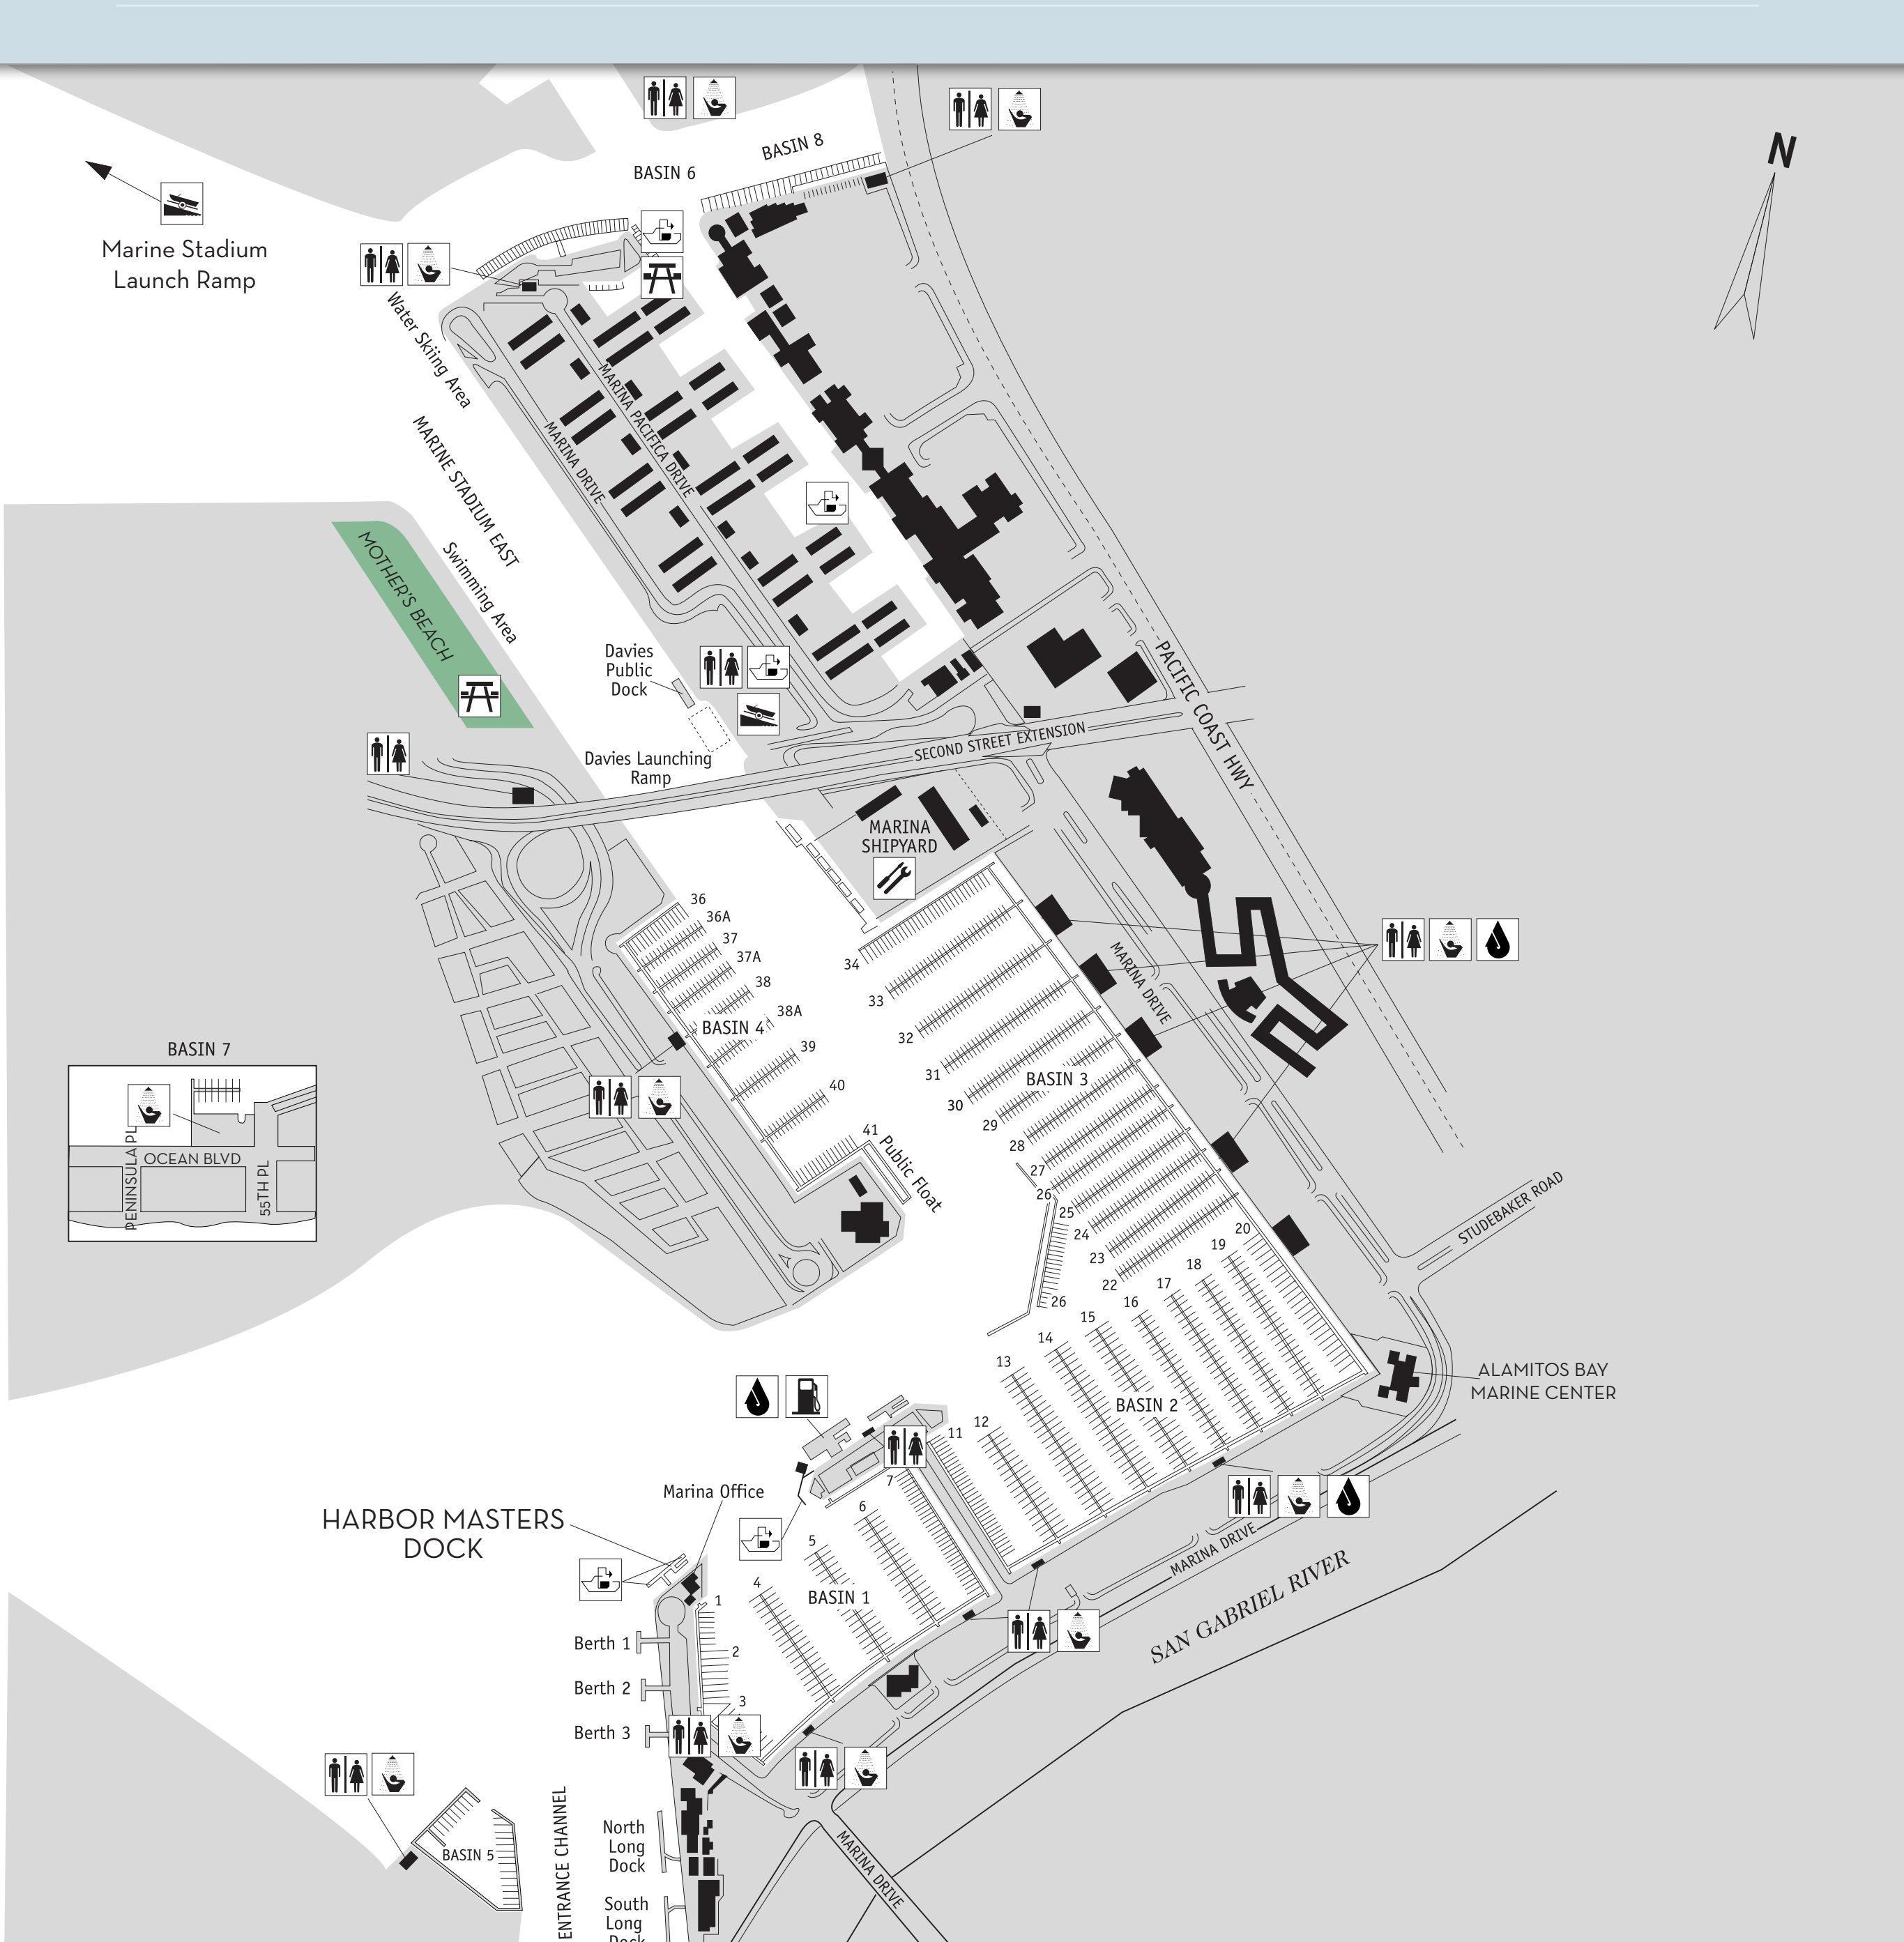 BASIN 8
BASIN 6
N
Marine Stadium
Launch Ramp
Water Skiing Area
MARINE STADIUM EAST
Swimming Area
MOTHER'S BEACH
MARINA DRIVE
MARINA PACIFICA DRIVE
Davies
Public
Dock
Davies Launching
Ramp
SECOND STREET EXTENSION
PACIFIC COAST HWY
MARINA
SHIPYARD
36
36A
37
37A
38
38A
39
40
41
BASIN 4
Public Float
34
33
32
31
30
29
28
27
26
25
24
23
22
26
BASIN 3
MARINA DRIVE
BASIN 7
PENINSULA PL
OCEAN BLVD
55TH PL
STUDEBAKER ROAD
20
19
18
17
16
15
14
13
12
11
BASIN 2
ALAMITOS BAY
MARINE CENTER
7
6
5
4
BASIN 1
Marina Office
HARBOR MASTERS
DOCK
1
2
3
Berth 1
Berth 2
Berth 3
MARINA DRIVE
SAN GABRIEL RIVER
BASIN 5
ENTRANCE CHANNEL
North
Long
Dock
South
Long
Dock
MARINA DRIVE